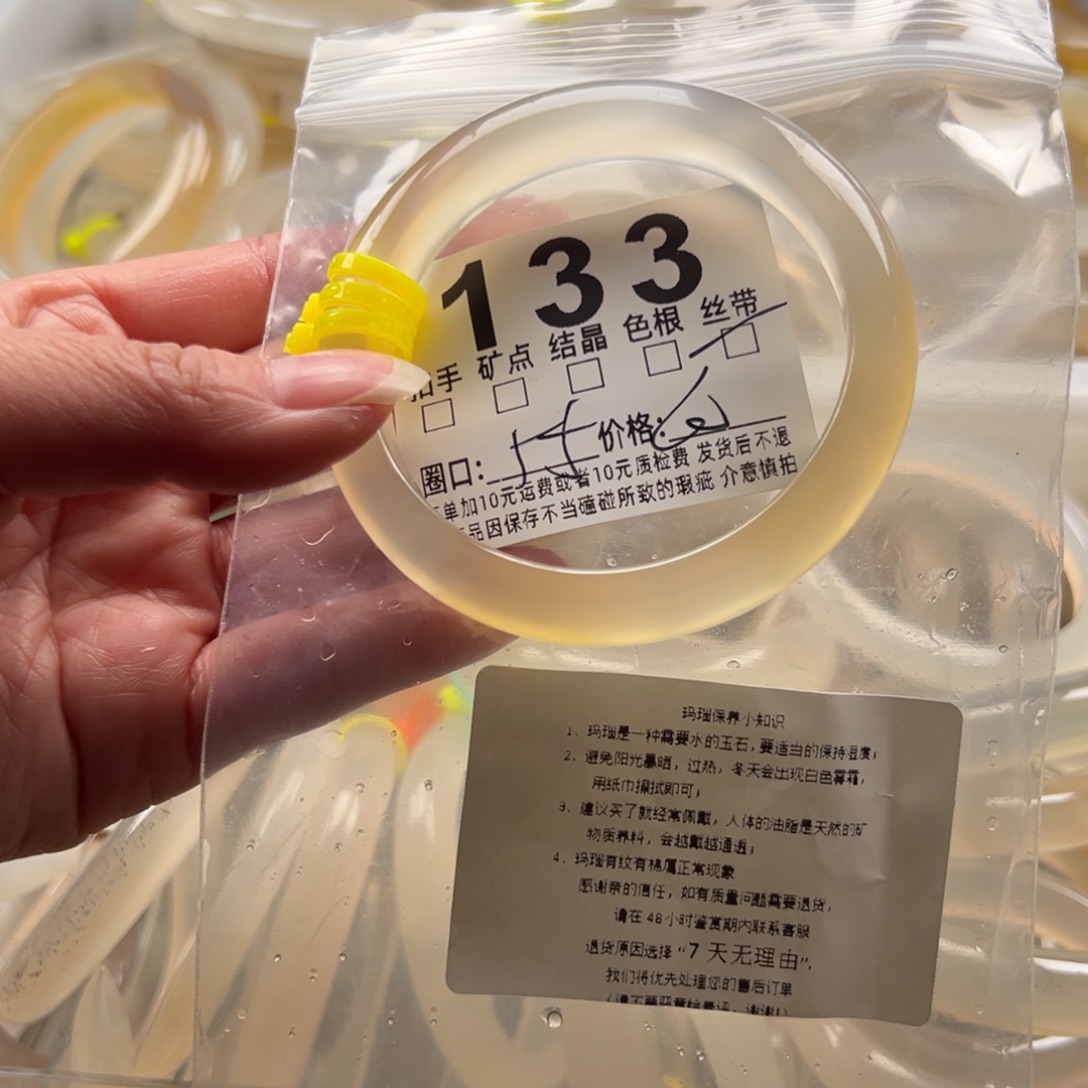 133
手 矿点 结晶 色根 丝带
圈口: 价格:
单加10元运费或者10元质检费 发货后不退
品因保存不当磕碰所致的瑕疵 介意慎拍
玛瑙保养小知识
1、玛瑙是一种需要水的玉石，要适当的保持湿度；
2、避免阳光暴晒，过热，冬天会出现白色雾霜，
用纸巾擦拭即可；
3、建议买了就经常佩戴，人体的油脂是天然的矿
物质养料，会越戴越通透；
4、玛瑙有纹有棉属正常现象
感谢亲的信任，如有质量问题需要退货，
请在48小时鉴赏期内联系客服
退货原因选择“7天无理由”，
我们将优先处理您的售后订单